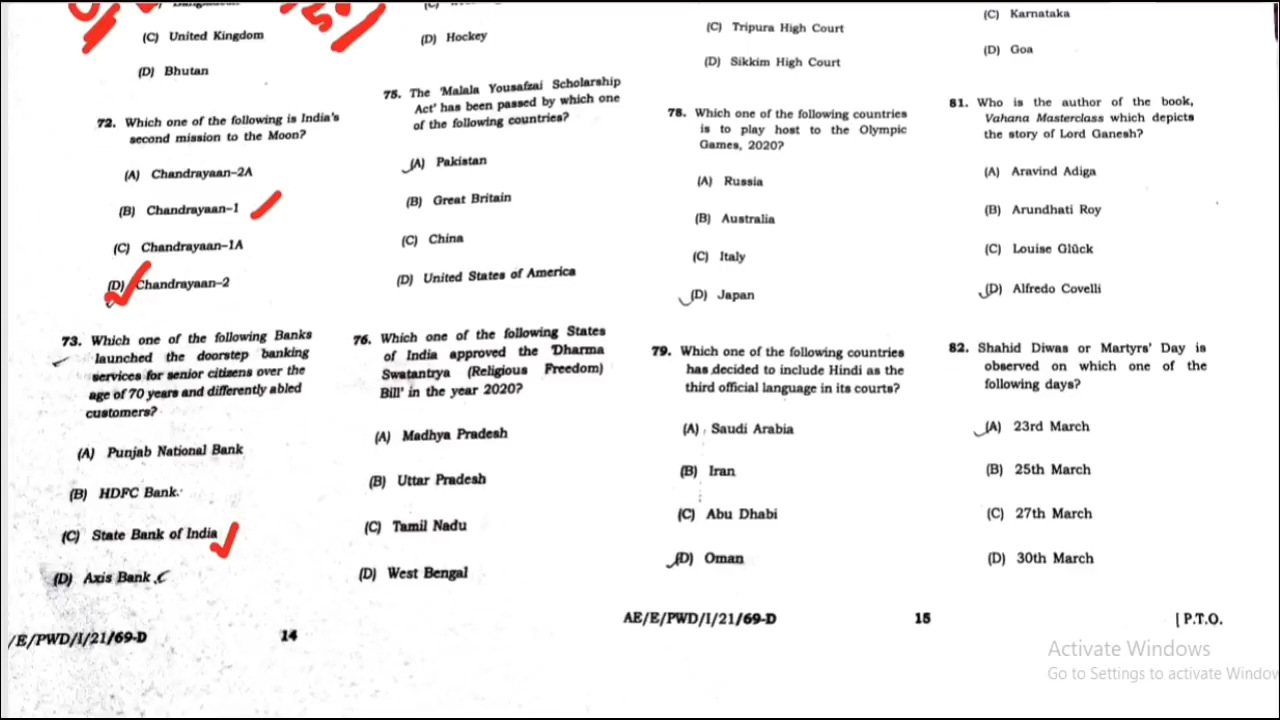 (C) United Kingdom
(D) Bhutan
72. Which one of the following is India's
second mission to the Moon?
(A) Chandrayaan-2A
(B) Chandrayaan-1
(C) Chandrayaan-1A
(D) Chandrayaan-2
73. Which one of the following Banks
launched the doorstep banking
services for senior citizens over the
age of 70 years and differently abled
customers?
(A) Punjab National Bank
(B) HDFC Bank
(C) State Bank of India
(D) Axis Bank
/E/PWD/I/21/69-D
14
(D) Hockey
75. The 'Malala Yousafzai Scholarship
Act' has been passed by which one
of the following countries?
(A) Pakistan
(B) Great Britain
(C) China
(D) United States of America
76. Which one of the following States
of India approved the 'Dharma
Swatantrya (Religious Freedom)
Bill' in the year 2020?
(A) Madhya Pradesh
(B) Uttar Pradesh
(C) Tamil Nadu
(D) West Bengal
(C) Tripura High Court
(D) Sikkim High Court
78. Which one of the following countries
is to play host to the Olympic
Games, 2020?
(A) Russia
(B) Australia
(C) Italy
(D) Japan
79. Which one of the following countries
has decided to include Hindi as the
third official language in its courts?
(A) Saudi Arabia
(B) Iran
(C) Abu Dhabi
(D) Oman
(C) Karnataka
(D) Goa
81. Who is the author of the book,
Vahana Masterclass which depicts
the story of Lord Ganesh?
(A) Aravind Adiga
(B) Arundhati Roy
(C) Louise Glück
(D) Alfredo Covelli
82. Shahid Diwas or Martyrs' Day is
observed on which one of the
following days?
(A) 23rd March
(B) 25th March
(C) 27th March
(D) 30th March
AE/E/PWD/I/21/69-D
15
[ P.T.O.
Activate Windows
Go to Settings to activate Window